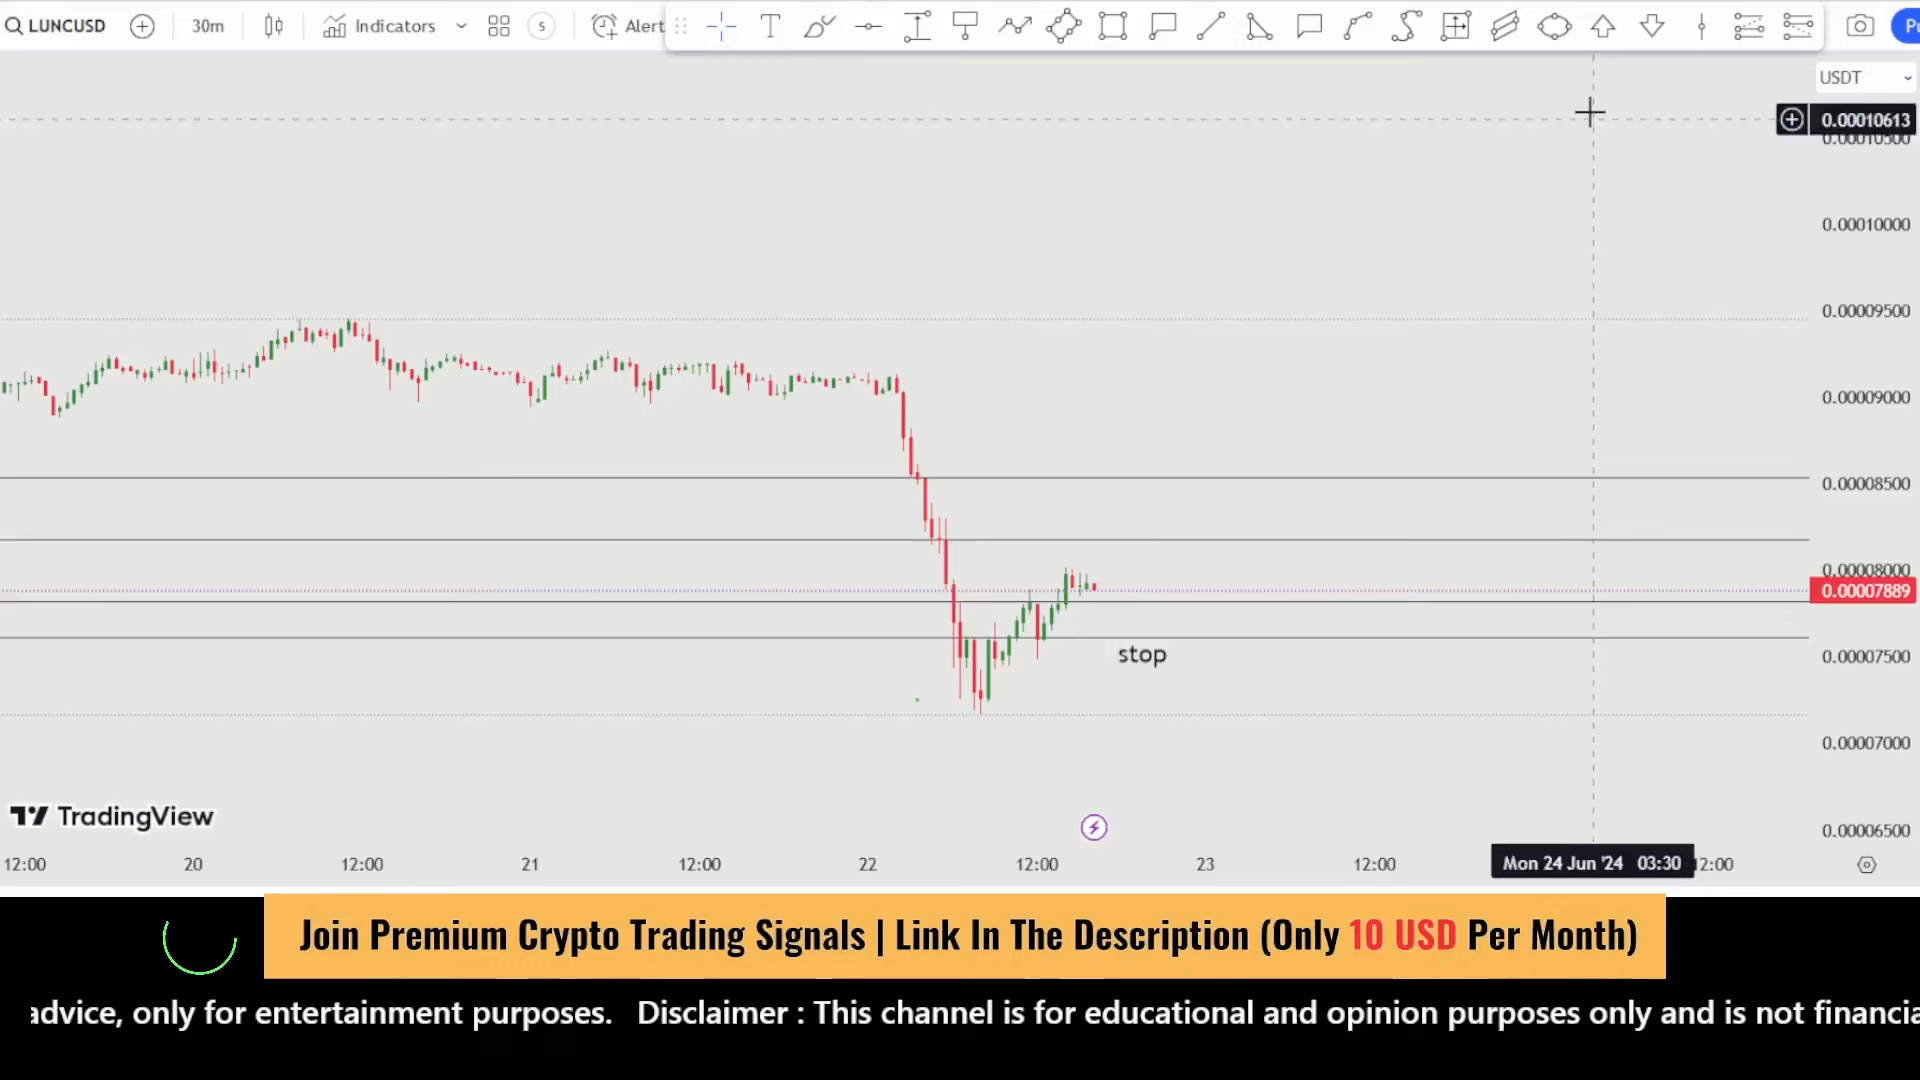 LUNCUSD 30m Indicators S Alert
USDT
0.00010613
0.00010500
0.00010000
0.00009500
0.00009000
0.00008500
0.00008000
0.00007889
0.00007500
stop
0.00007000
0.00006500
TradingView
12:00 20 12:00 21 12:00 22 12:00 23 12:00 Mon 24 Jun '24 03:30 12:00
Join Premium Crypto Trading Signals | Link In The Description (Only 10 USD Per Month)
advice, only for entertainment purposes. Disclaimer : This channel is for educational and opinion purposes only and is not financia